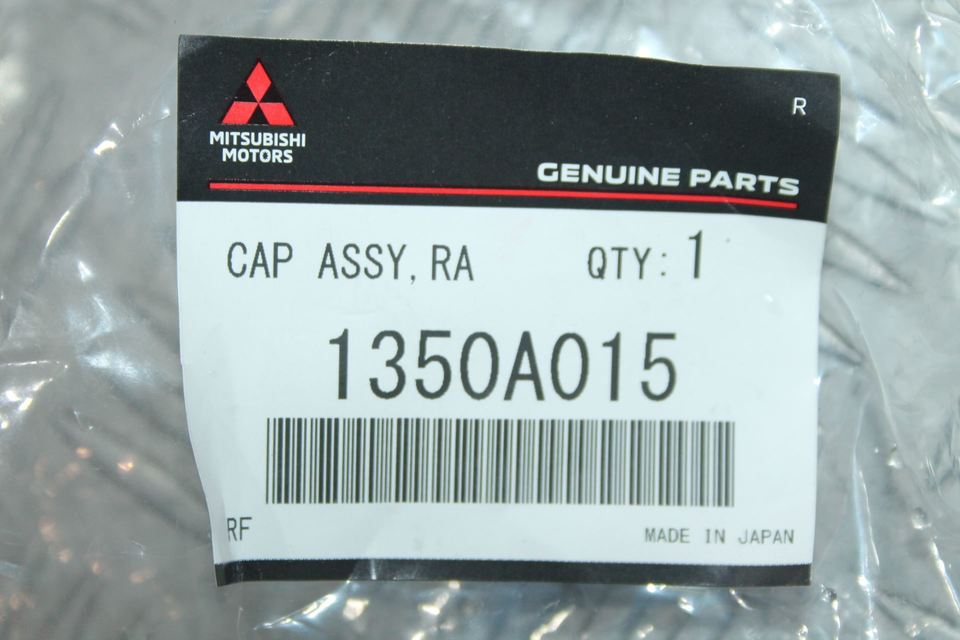 R
MITSUBISHI
MOTORS
GENUINE PARTS
CAP ASSY, RA QTY: 1
1350A015
RF
MADE IN JAPAN